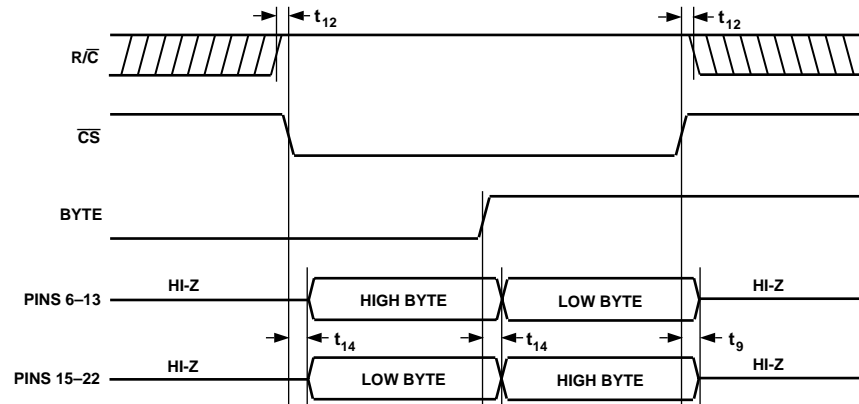 t12 t12
R/C̅
C̅S̅
BYTE
HI-Z HI-Z
PINS 6–13 HIGH BYTE LOW BYTE
t14 t14 t9
HI-Z HI-Z
PINS 15–22 LOW BYTE HIGH BYTE